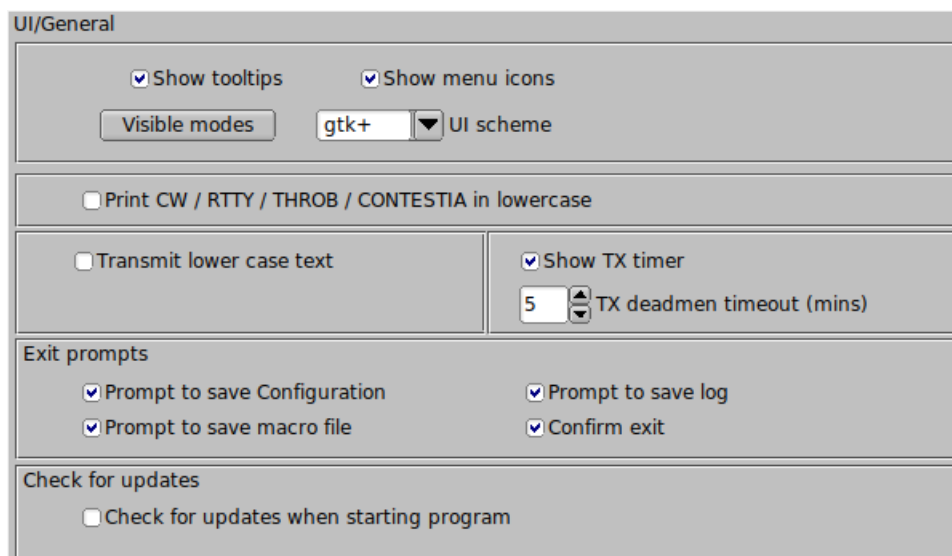 UI/General
Show tooltips Show menu icons
Visible modes gtk+ UI scheme
Print CW / RTTY / THROB / CONTESTIA in lowercase
Transmit lower case text Show TX timer
5 TX deadmen timeout (mins)
Exit prompts
Prompt to save Configuration Prompt to save log
Prompt to save macro file Confirm exit
Check for updates
Check for updates when starting program